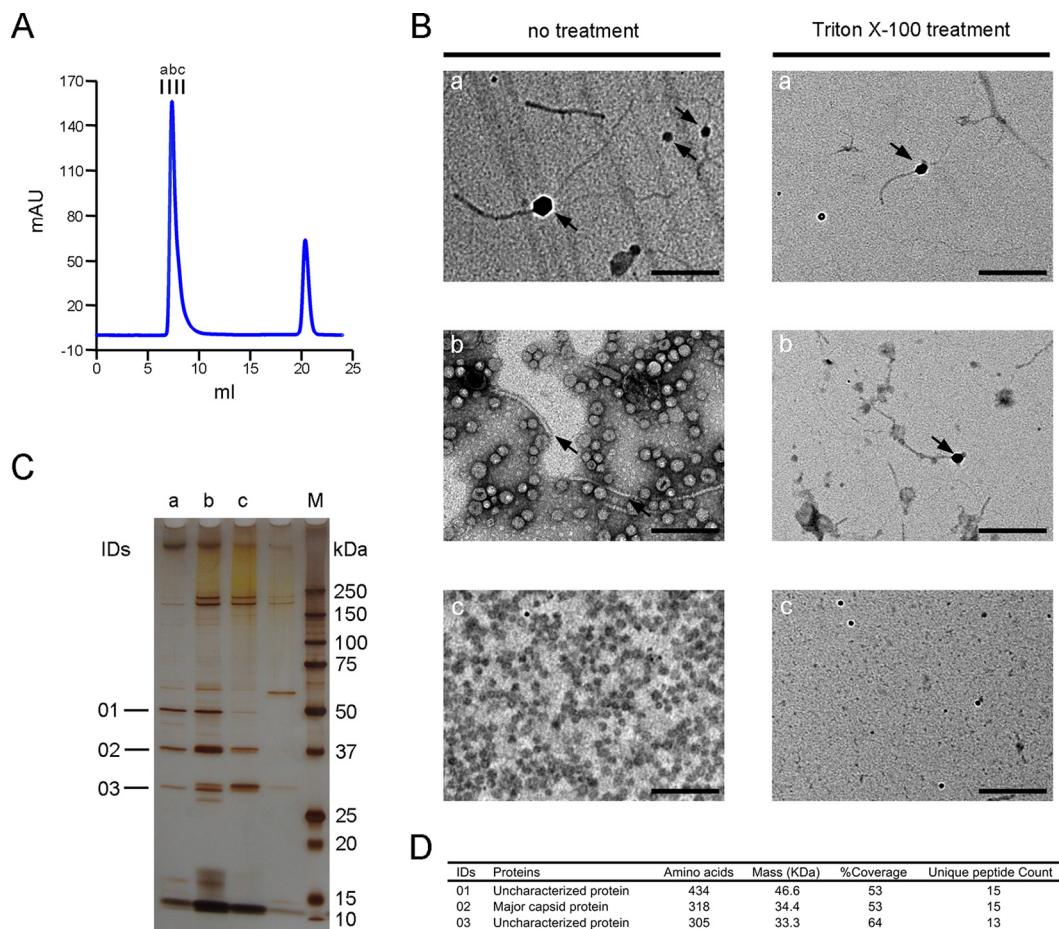 A
abc
170
140
110
80
50
20
-10
mAU
0
5
10
15
20
25
ml
B
no treatment
Triton X-100 treatment
a
a
b
b
c
c
C
a b c M
IDs
kDa
01
02
03
250
150
100
75
50
37
25
20
15
10
D
IDs Proteins Amino acids Mass (KDa) %Coverage Unique peptide Count
01 Uncharacterized protein 434 46.6 53 15
02 Major capsid protein 318 34.4 53 15
03 Uncharacterized protein 305 33.3 64 13